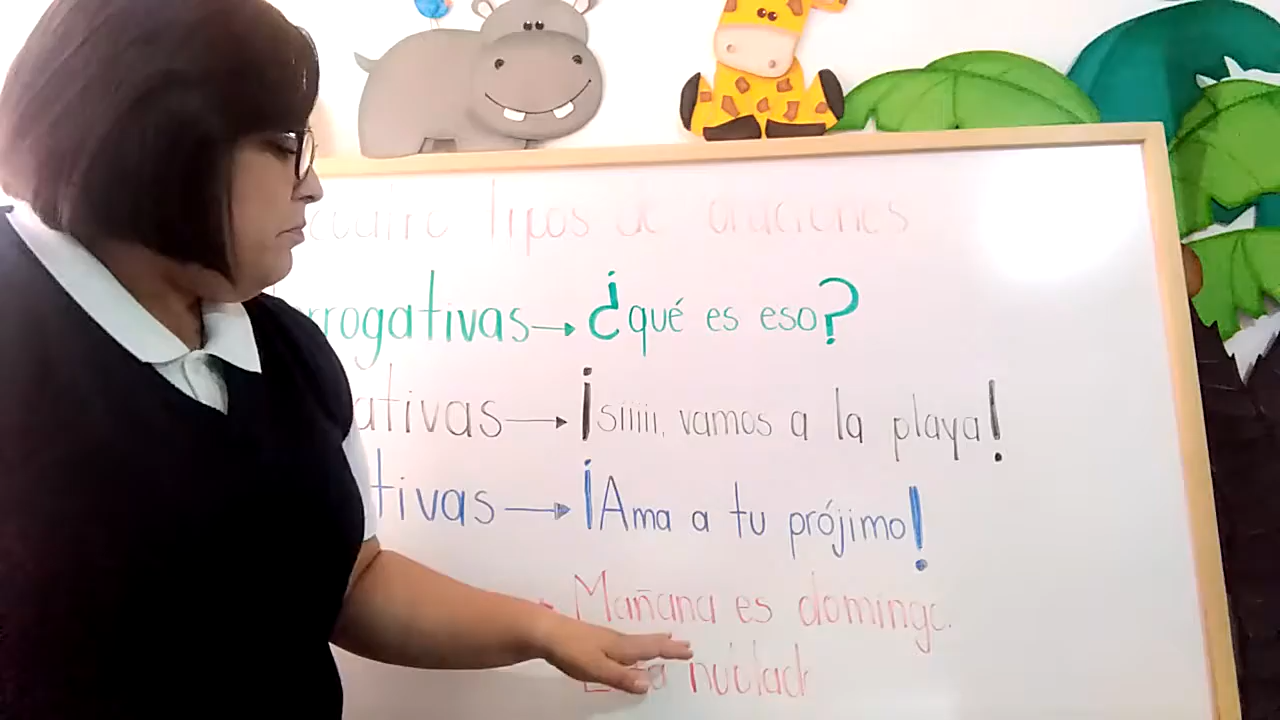 cuatro tipos de oraciones
rrogativas → ¿qué es eso?
ativas → ¡síiiii, vamos a la playa!
tivas → ¡Ama a tu prójimo!
Mañana es domingo.